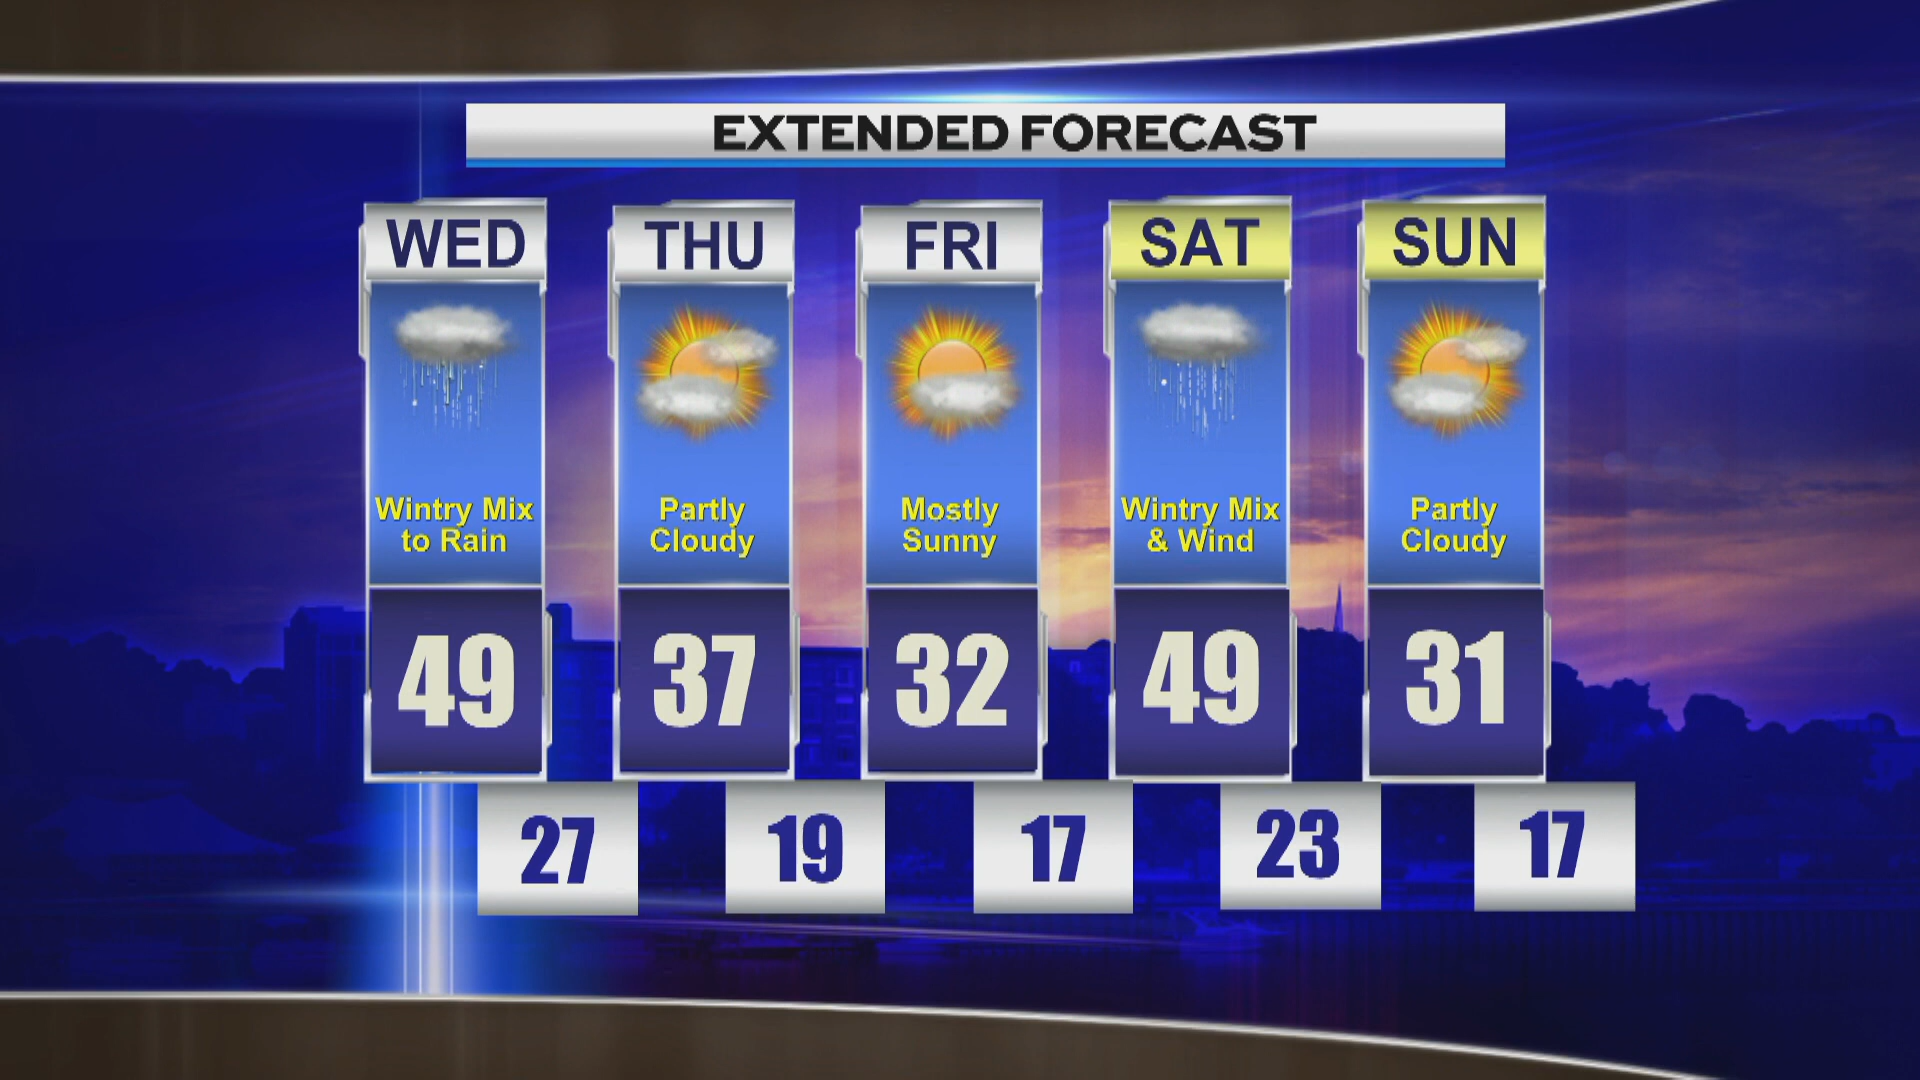 EXTENDED FORECAST
WED
THU
FRI
SAT
SUN
Wintry Mix
to Rain
Partly
Cloudy
Mostly
Sunny
Wintry Mix
& Wind
Partly
Cloudy
49
37
32
49
31
27
19
17
23
17